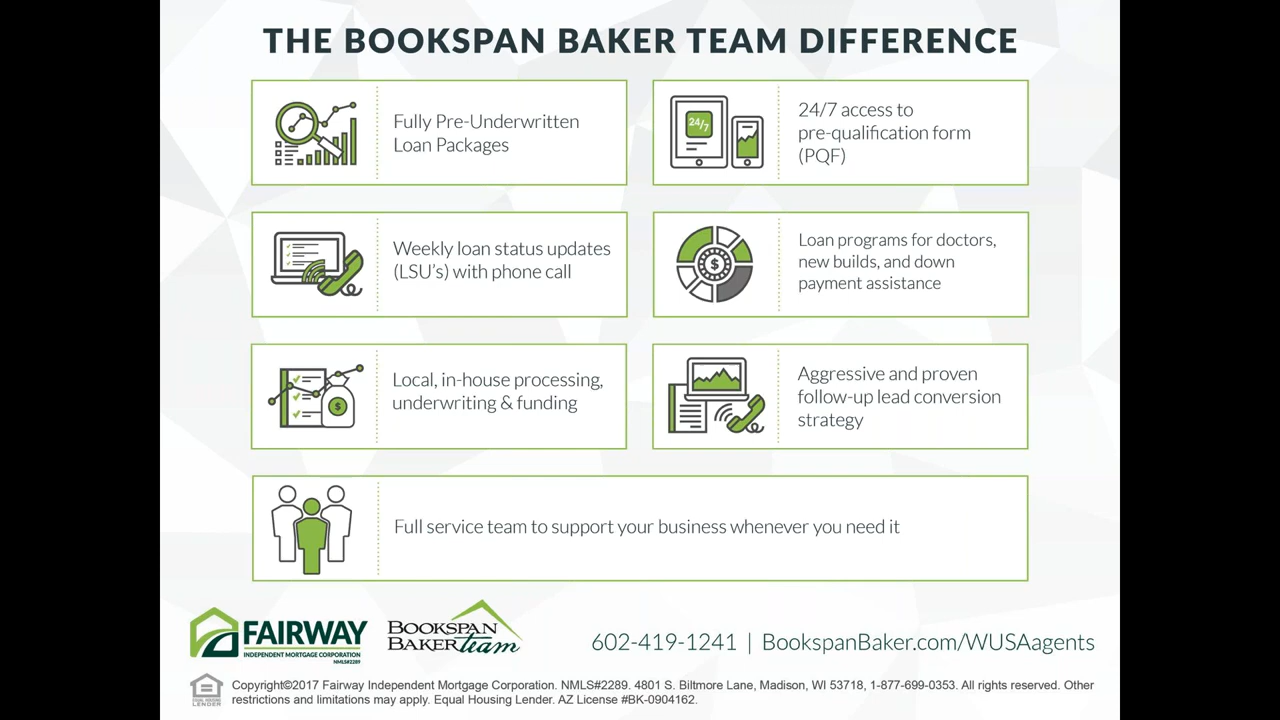 THE BOOKSPAN BAKER TEAM DIFFERENCE
Fully Pre-Underwritten
Loan Packages
24/7
24/7 access to
pre-qualification form
(PQF)
Weekly loan status updates
(LSU's) with phone call
$
Loan programs for doctors,
new builds, and down
payment assistance
$
Local, in-house processing,
underwriting & funding
Aggressive and proven
follow-up lead conversion
strategy
Full service team to support your business whenever you need it
FAIRWAY
INDEPENDENT MORTGAGE CORPORATION
NMLS#2289
BOOKSPAN
BAKER team
602-419-1241 | BookspanBaker.com/WUSAagents
EQUAL HOUSING
LENDER
Copyright©2017 Fairway Independent Mortgage Corporation. NMLS#2289. 4801 S. Biltmore Lane, Madison, WI 53718, 1-877-699-0353. All rights reserved. Other
restrictions and limitations may apply. Equal Housing Lender. AZ License #BK-0904162.